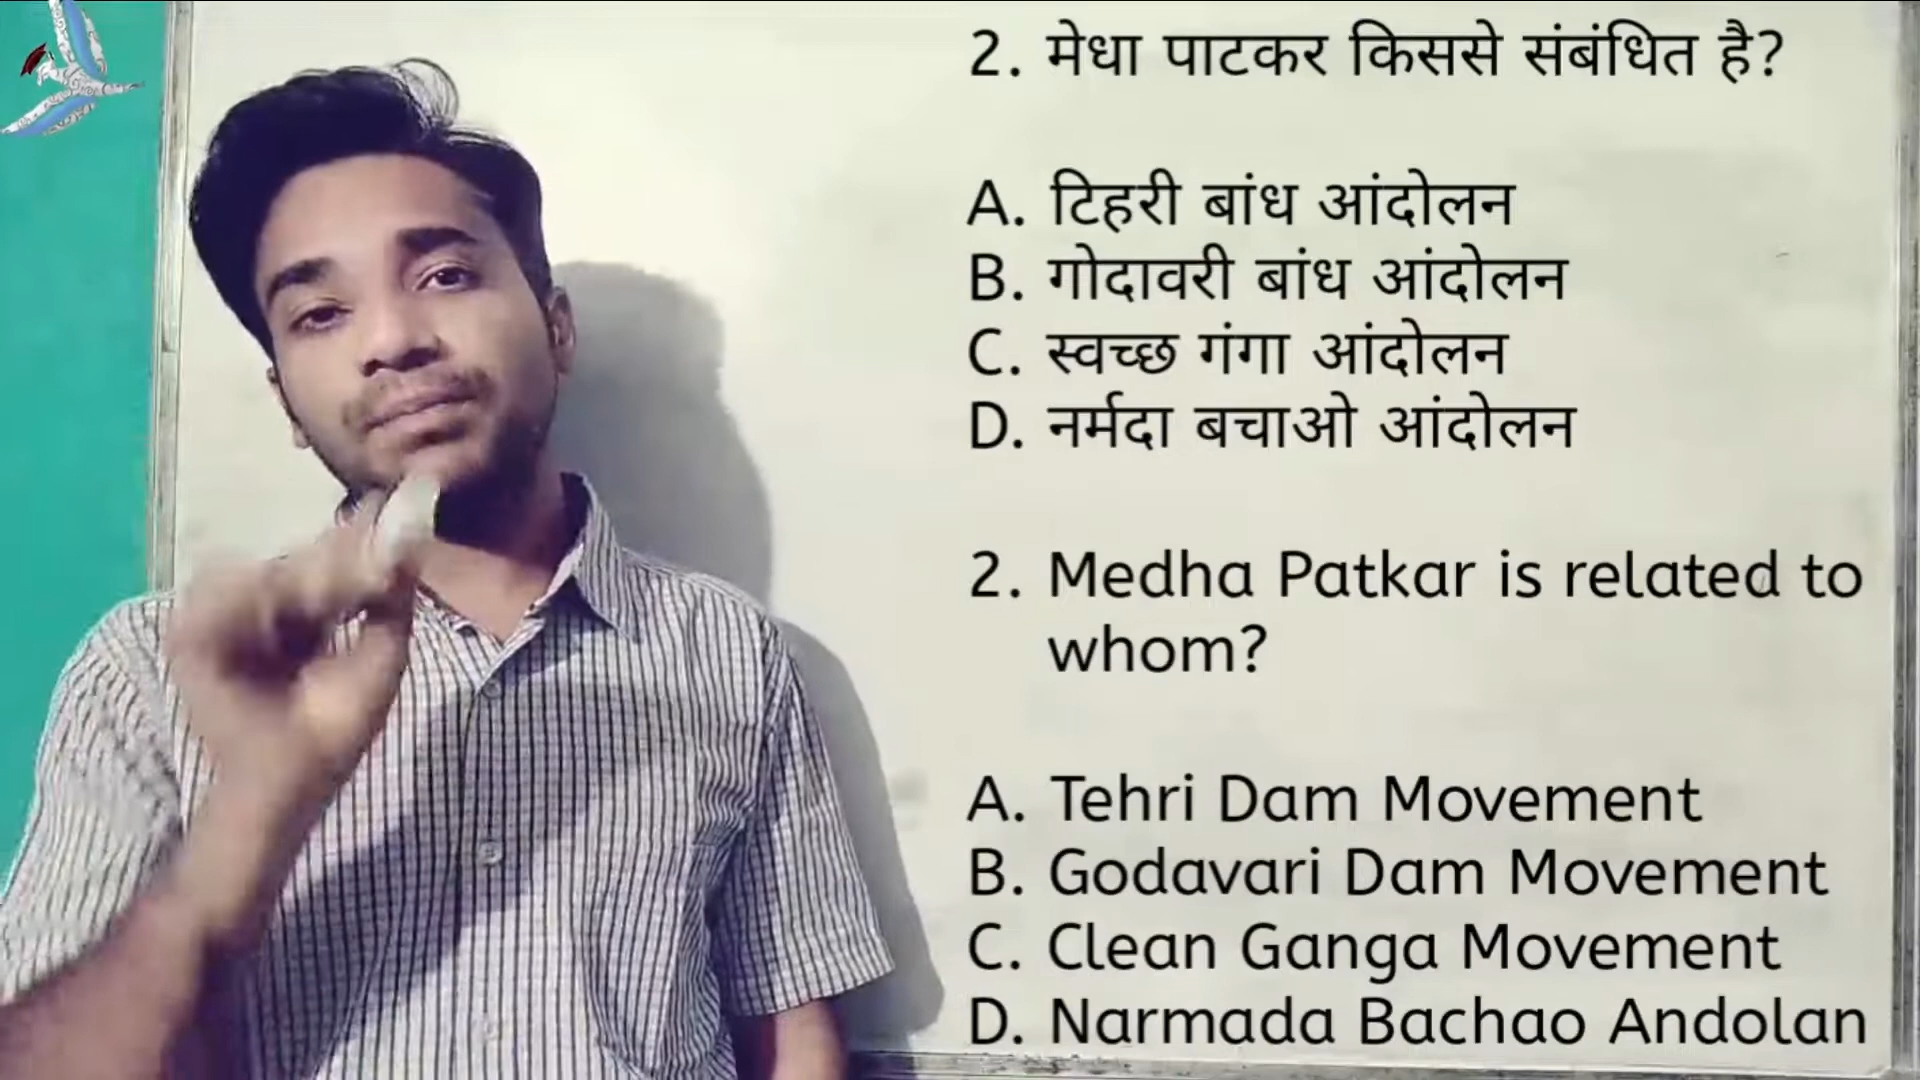 2. मेधा पाटकर किससे संबंधित है?
A. टिहरी बांध आंदोलन
B. गोदावरी बांध आंदोलन
C. स्वच्छ गंगा आंदोलन
D. नर्मदा बचाओ आंदोलन
2. Medha Patkar is related to
whom?
A. Tehri Dam Movement
B. Godavari Dam Movement
C. Clean Ganga Movement
D. Narmada Bachao Andolan